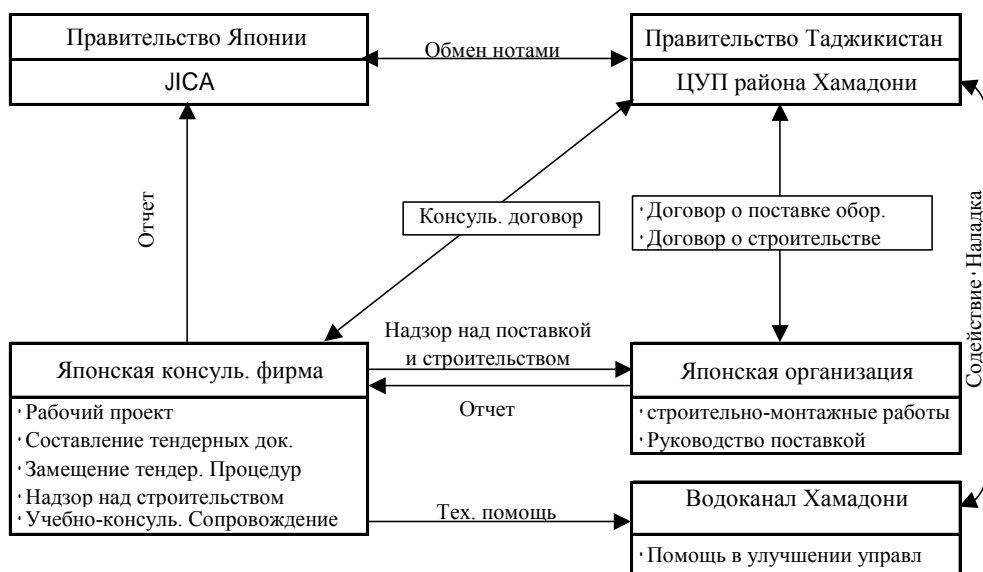 Правительство Японии
JICA
Обмен нотами
Правительство Таджикистан
ЦУП района Хамадони
Отчет
Консуль. договор
·Договор о поставке обор.
·Договор о строительстве
Содействие·Наладка
Японская консуль. фирма
·Рабочий проект
·Составление тендерных док.
·Замещение тендер. Процедур
·Надзор над строительством
·Учебно-консуль. Сопровождение
Надзор над поставкой
и строительством
Отчет
Японская организация
·строительно-монтажные работы
·Руководство поставкой
Тех. помощь
Водоканал Хамадони
·Помощь в улучшении управл